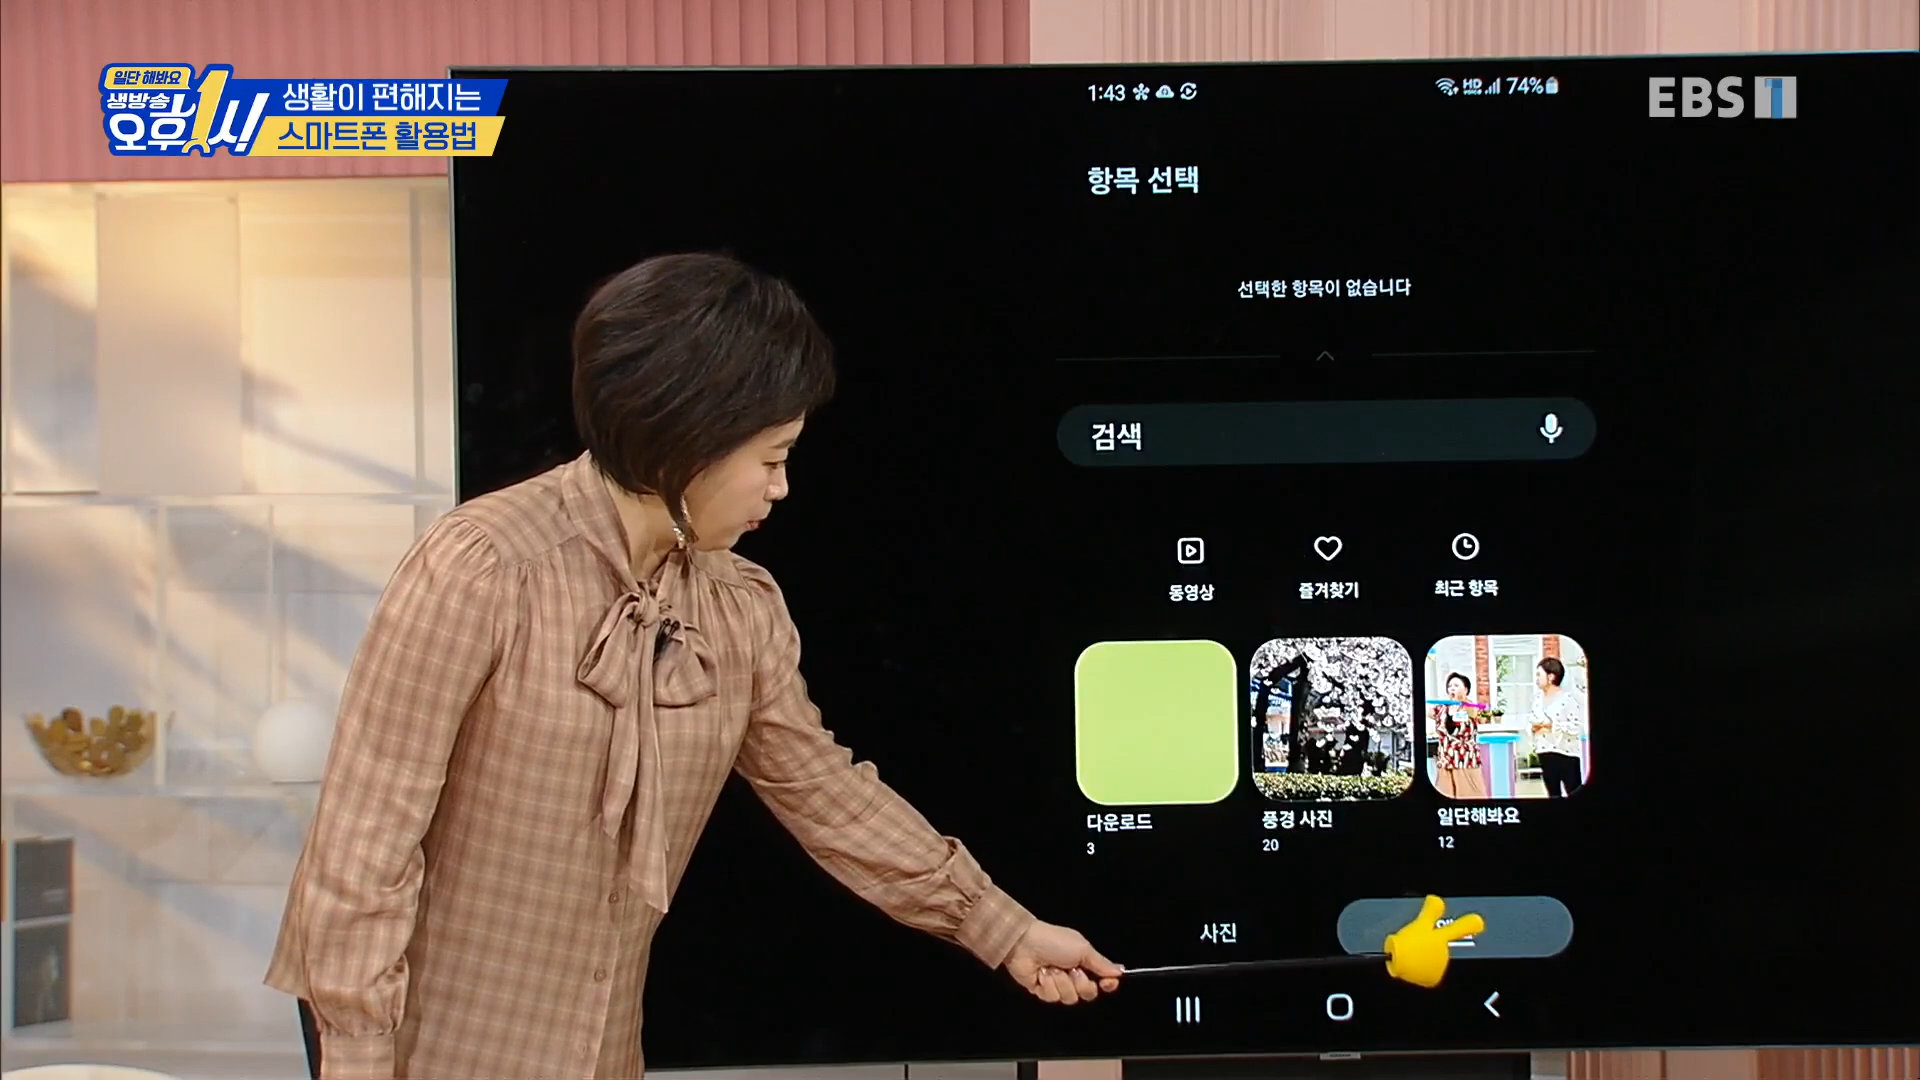 일단 해봐요
생방송
오후1시!
생활이 편해지는
스마트폰 활용법
EBS 1
1:43
HD
VOICE
74%
항목 선택
선택한 항목이 없습니다
검색
동영상
즐겨찾기
최근 항목
다운로드
풍경 사진
일단해봐요
3
20
12
사진